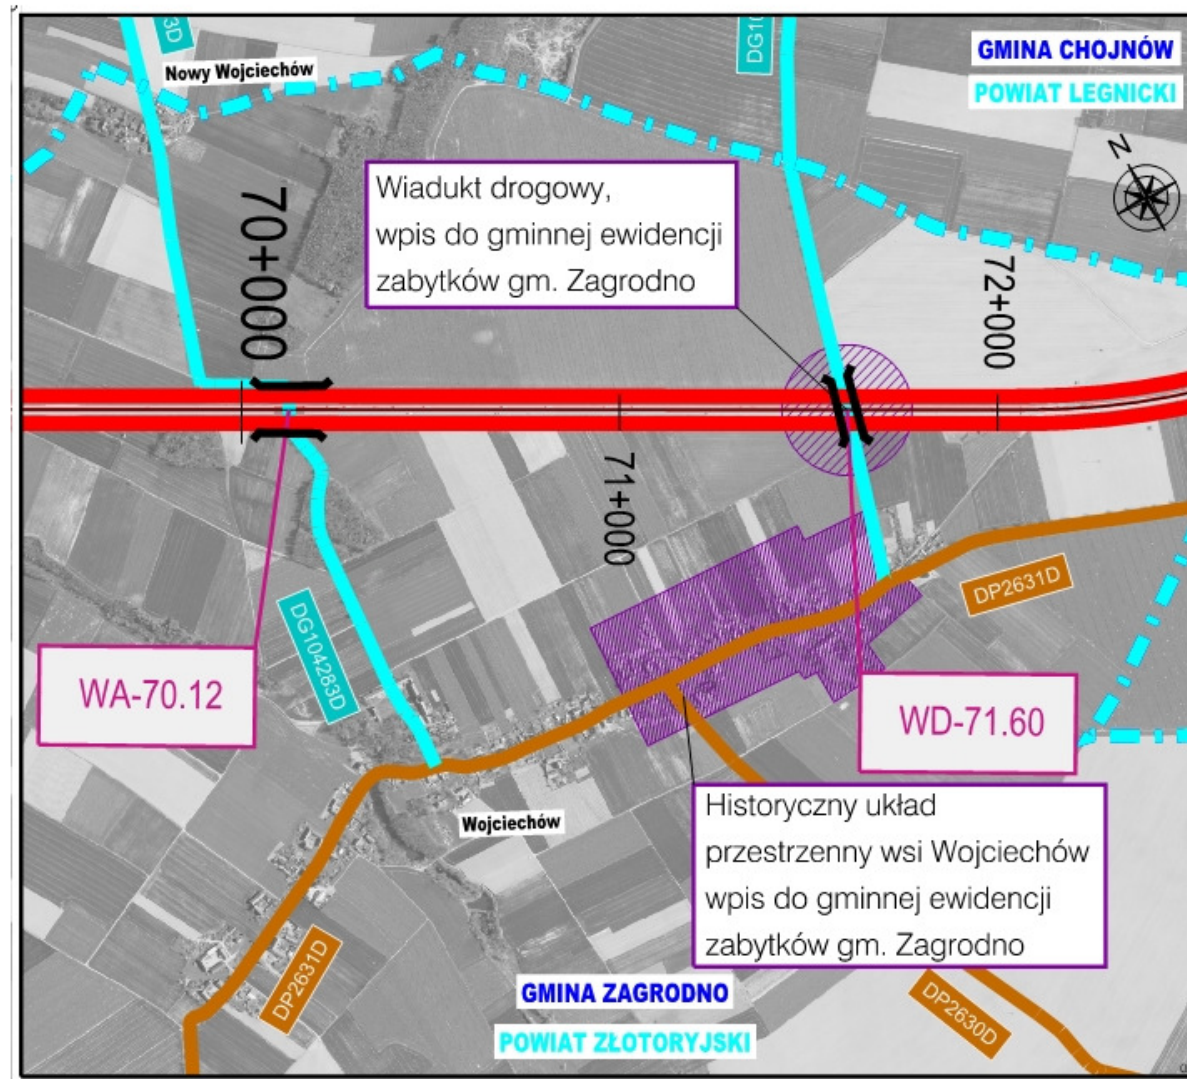 3D
DG10
GMINA CHOJNÓW
POWIAT LEGNICKI
Nowy Wojciechów
N
Wiadukt drogowy,
wpis do gminnej ewidencji
zabytków gm. Zagrodno
70+000
72+000
71+000
DP2631D
DG104283D
WA-70.12
WD-71.60
Wojciechów
Historyczny układ
przestrzenny wsi Wojciechów
wpis do gminnej ewidencji
zabytków gm. Zagrodno
DP2631D
GMINA ZAGRODNO
POWIAT ZŁOTORYJSKI
DP2630D